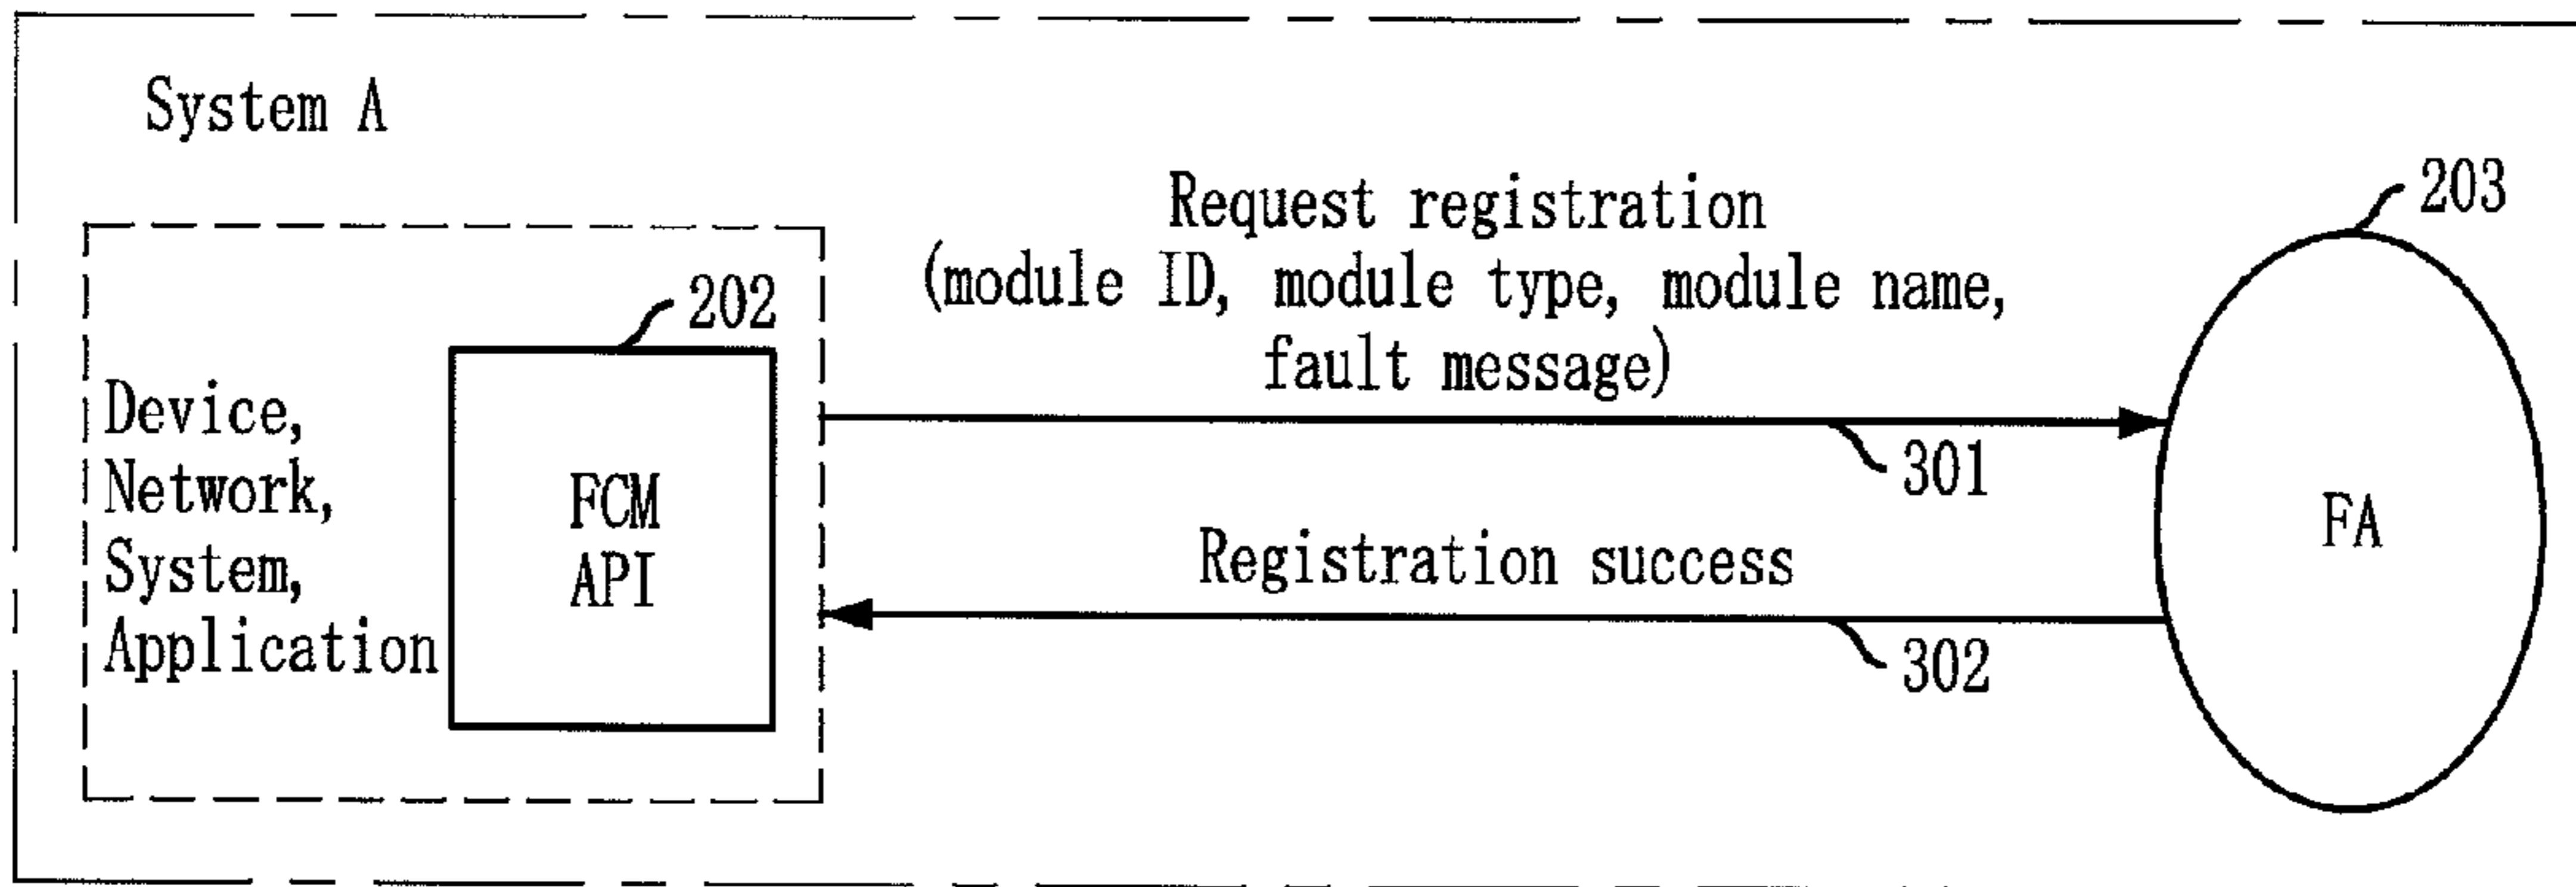 System A
203
Request registration
(module ID, module type, module name,
fault message)
202
Device,
Network,
System,
Application
FCM
API
301
FA
Registration success
302